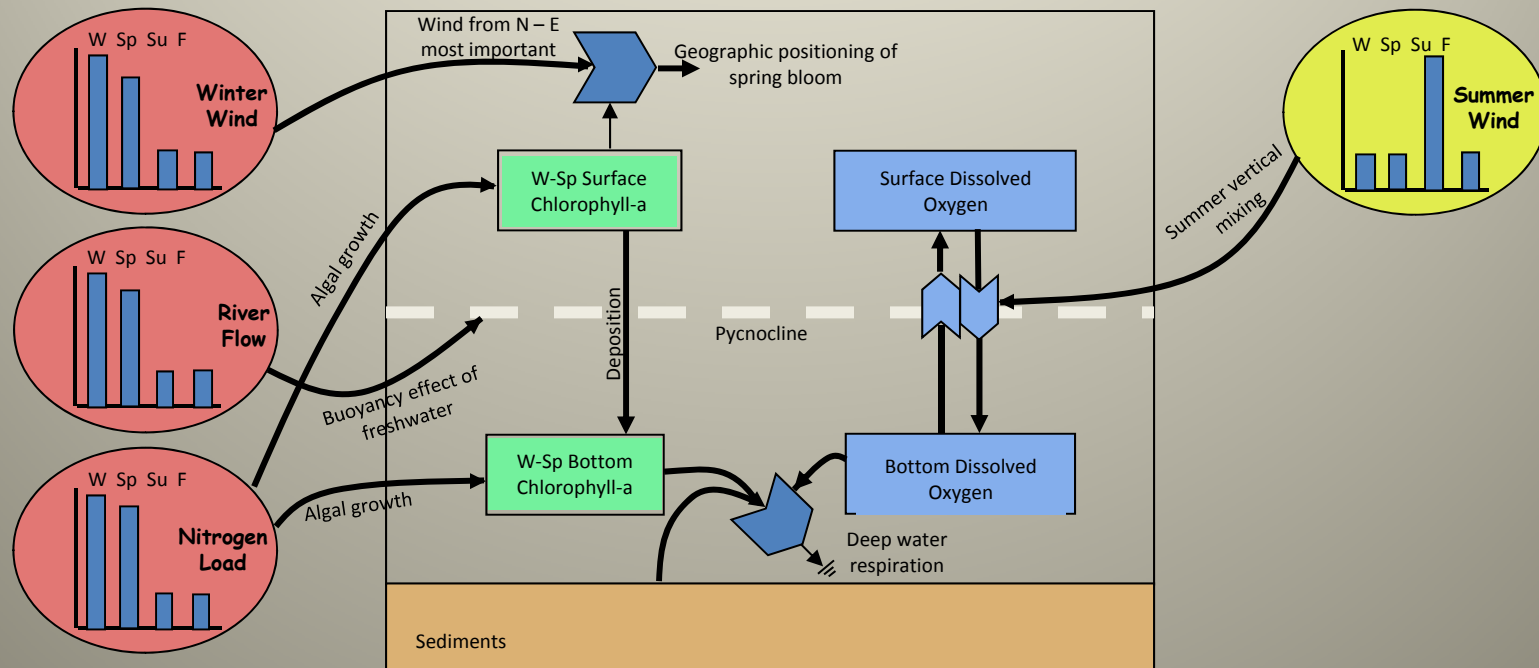 W Sp Su F
Winter
Wind
Wind from N – E
most important
Geographic positioning of
spring bloom
W Sp Su F
Summer
Wind
W-Sp Surface
Chlorophyll-a
Surface Dissolved
Oxygen
Summer vertical
mixing
Algal growth
W Sp Su F
River
Flow
Deposition
Pycnocline
Buoyancy effect of
freshwater
W Sp Su F
Nitrogen
Load
Algal growth
W-Sp Bottom
Chlorophyll-a
Bottom Dissolved
Oxygen
Deep water
respiration
Sediments